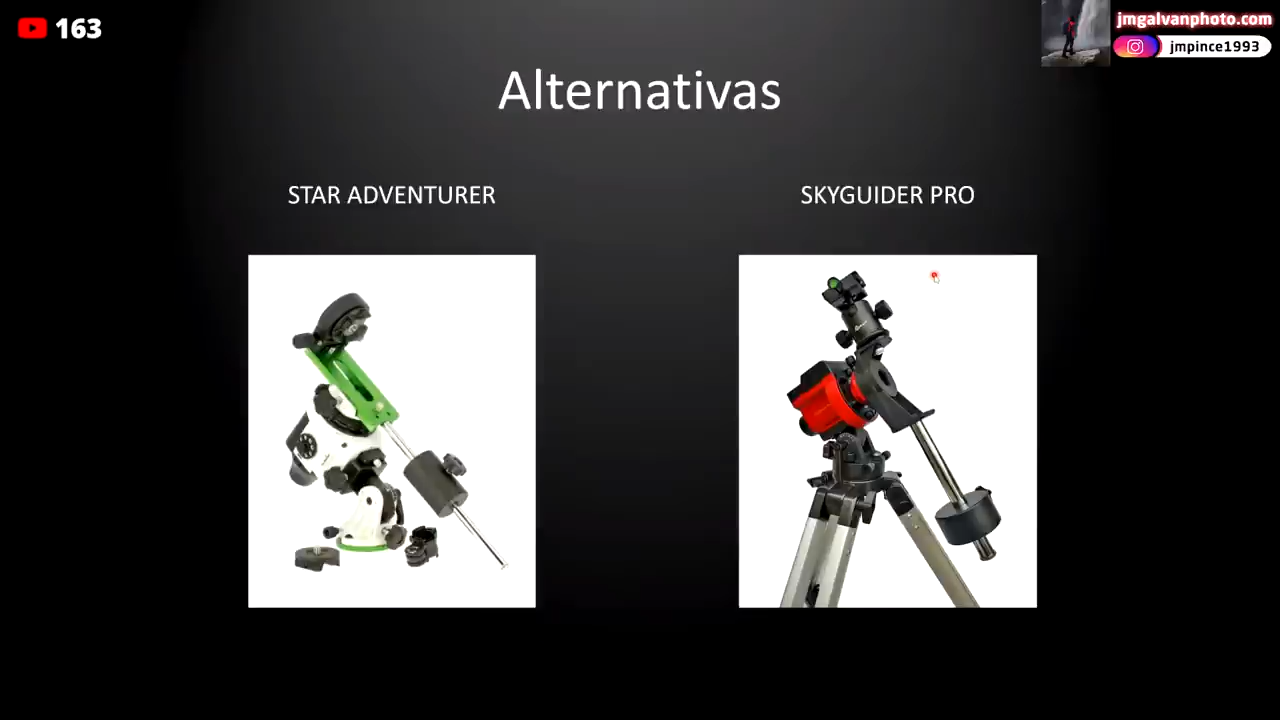 163
jmgalvanphoto.com
jmpince1993
Alternativas
STAR ADVENTURER
SKYGUIDER PRO